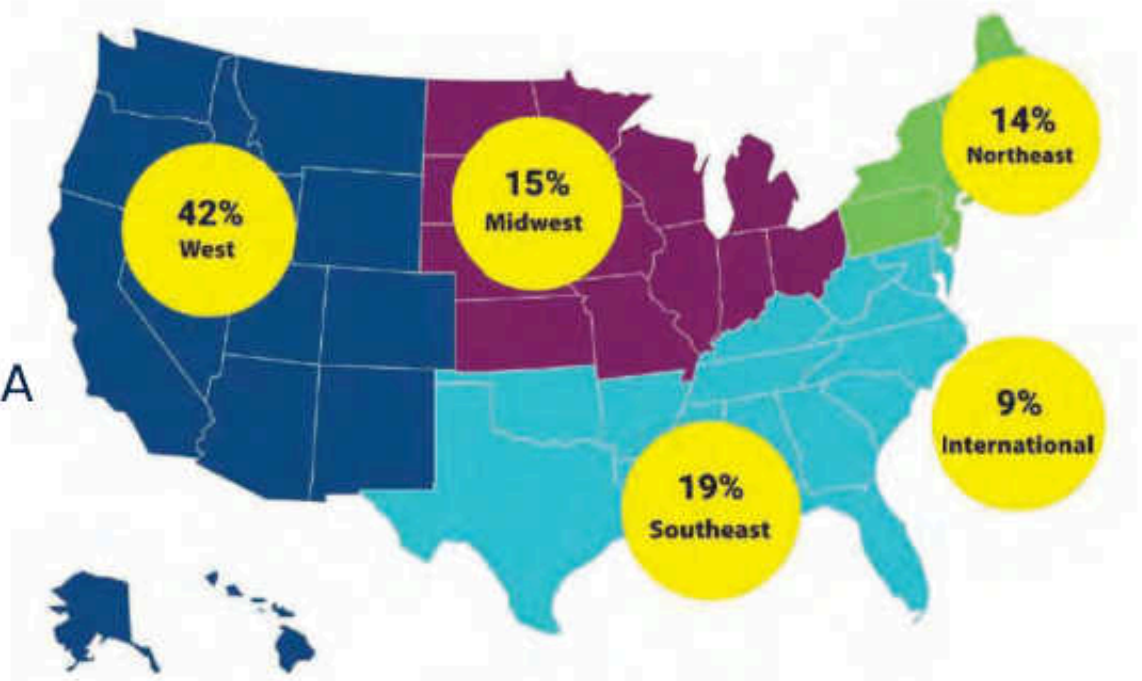 14%
Northeast
15%
Midwest
42%
West
A
9%
International
19%
Southeast